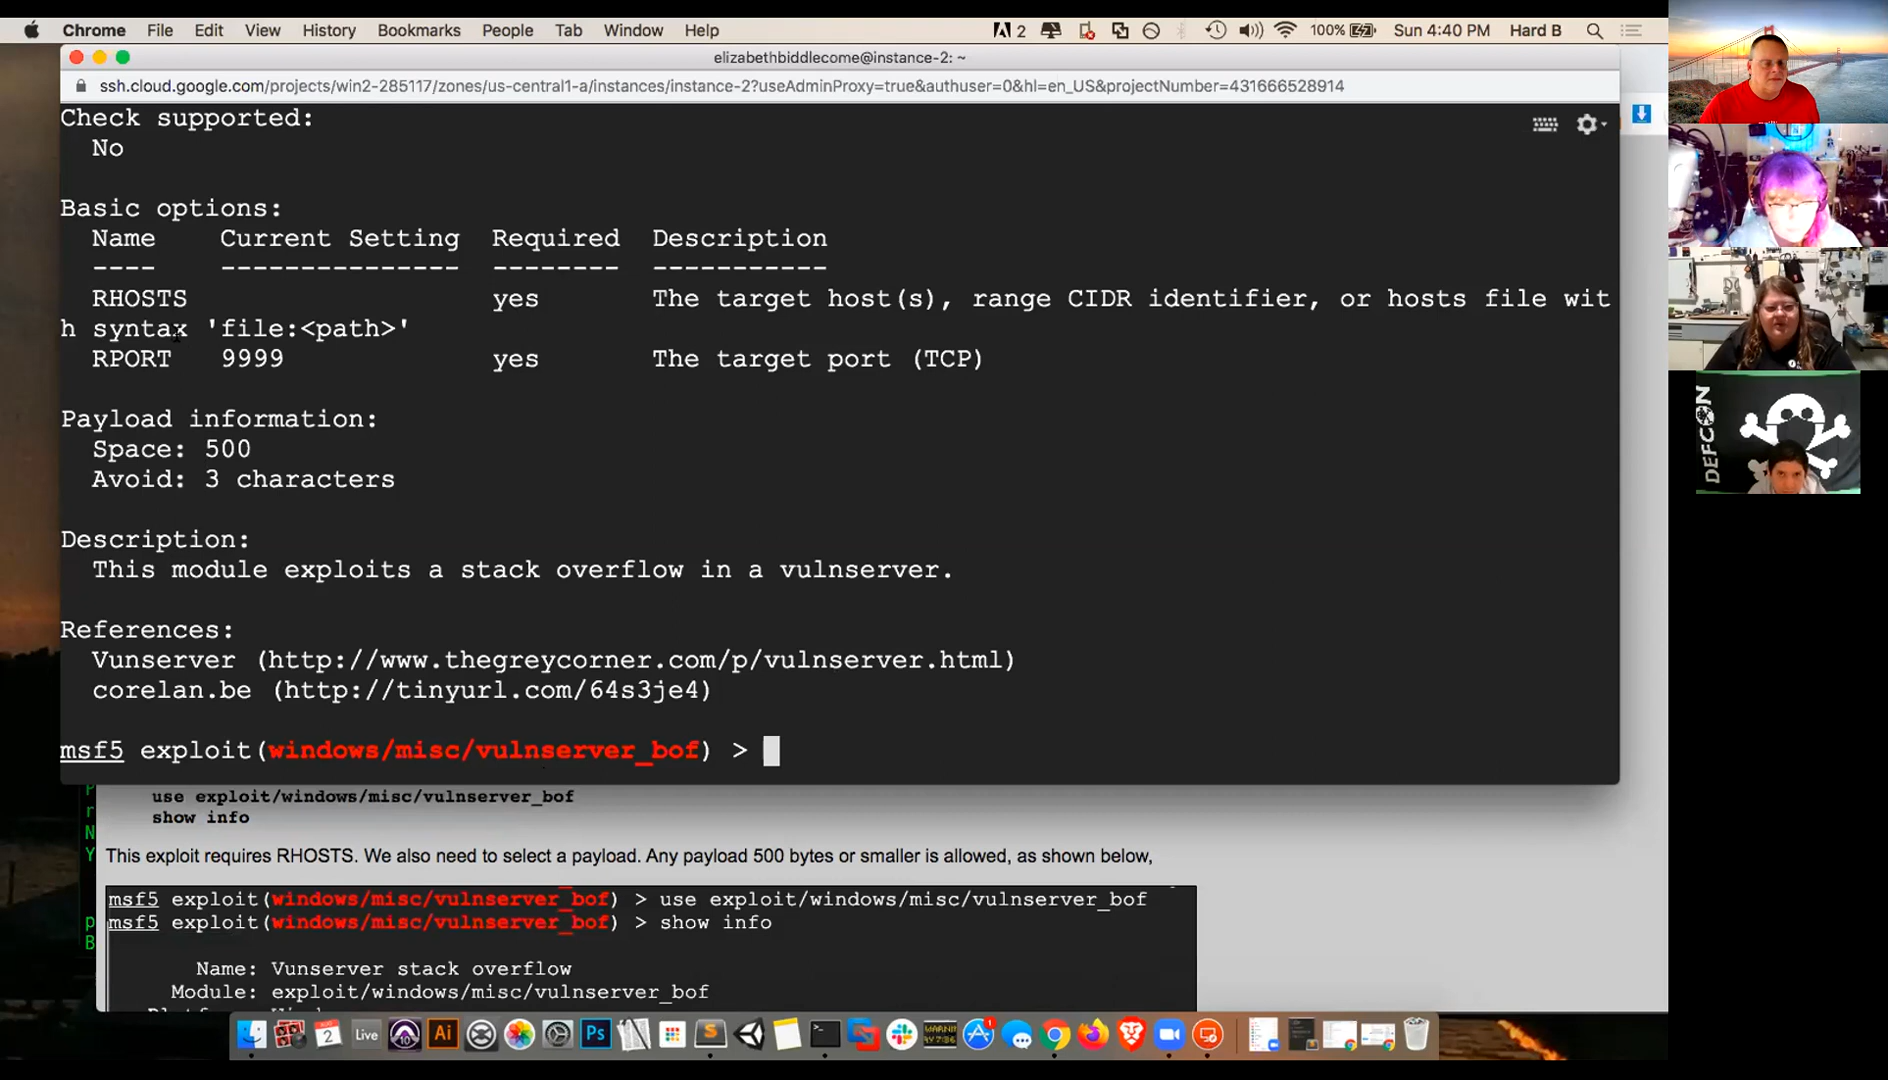 Chrome File Edit View History Bookmarks People Tab Window Help 2 100% Sun 4:40 PM Hard B
elizabethbiddlecome@instance-2: ~
ssh.cloud.google.com/projects/win2-285117/zones/us-central1-a/instances/instance-2?useAdminProxy=true&authuser=0&hl=en_US&projectNumber=431666528914
Check supported:
No
Basic options:
Name Current Setting Required Description
---- --------------- -------- -----------
RHOSTS yes The target host(s), range CIDR identifier, or hosts file wit
h syntax 'file:<path>'
RPORT 9999 yes The target port (TCP)
Payload information:
Space: 500
Avoid: 3 characters
Description:
This module exploits a stack overflow in a vulnserver.
References:
Vunserver (http://www.thegreycorner.com/p/vulnserver.html)
corelan.be (http://tinyurl.com/64s3je4)
msf5 exploit(windows/misc/vulnserver_bof) >
use exploit/windows/misc/vulnserver_bof
show info
This exploit requires RHOSTS. We also need to select a payload. Any payload 500 bytes or smaller is allowed, as shown below,
msf5 exploit(windows/misc/vulnserver_bof) > use exploit/windows/misc/vulnserver_bof
msf5 exploit(windows/misc/vulnserver_bof) > show info
Name: Vunserver stack overflow
Module: exploit/windows/misc/vulnserver_bof
r
N
Y
p
B
DEFCON
AUG
2
Live
10
Ai
Ps
1